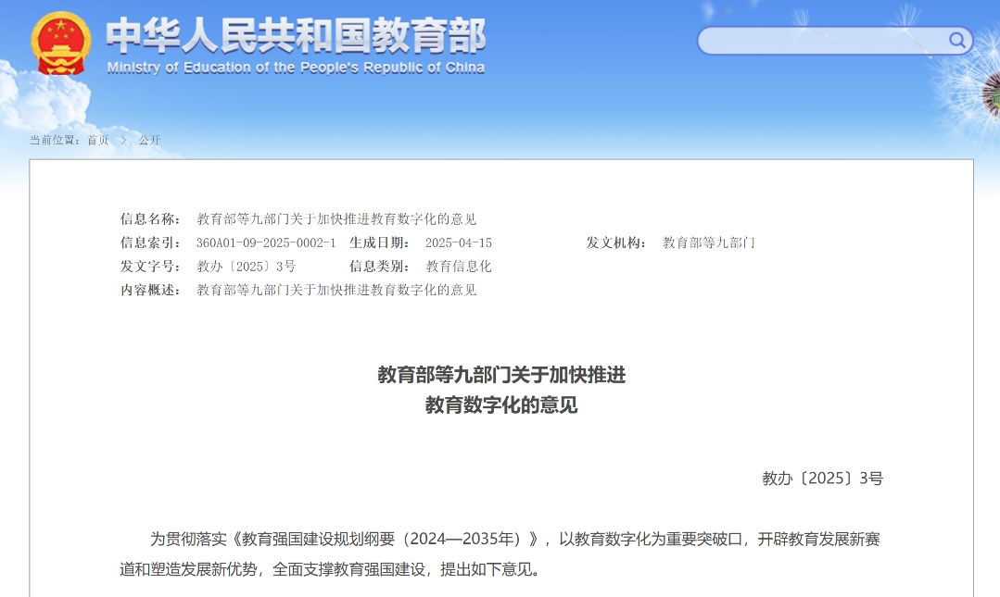 中华人民共和国教育部
Ministry of Education of the People's Republic of China
当前位置： 首页 > 公开
信息名称： 教育部等九部门关于加快推进教育数字化的意见
信息索引： 360A01-09-2025-0002-1 生成日期： 2025-04-15 发文机构： 教育部等九部门
发文字号： 教办〔2025〕3号 信息类别： 教育信息化
内容概述： 教育部等九部门关于加快推进教育数字化的意见
教育部等九部门关于加快推进
教育数字化的意见
教办〔2025〕3号
为贯彻落实《教育强国建设规划纲要（2024—2035年）》，以教育数字化为重要突破口，开辟教育发展新赛
道和塑造发展新优势，全面支撑教育强国建设，提出如下意见。